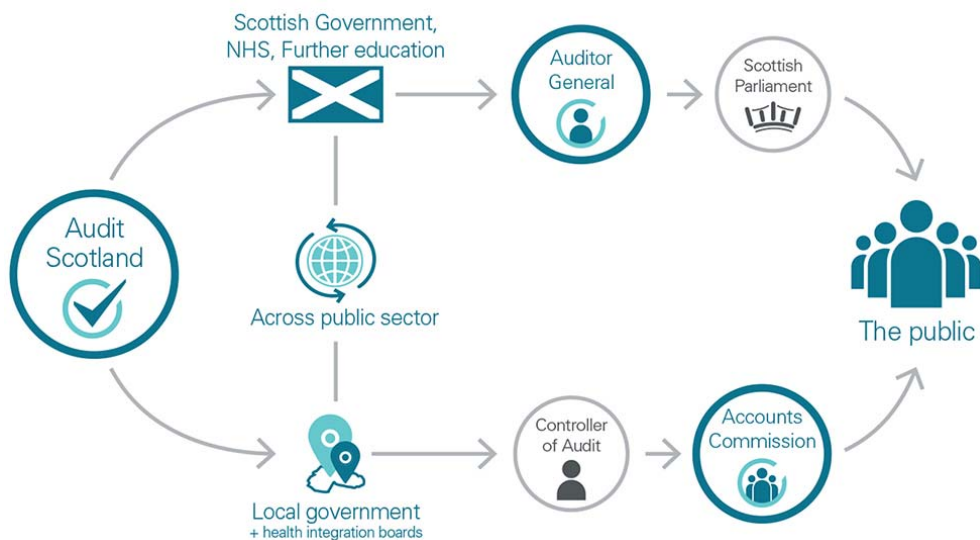 Scottish Government,
NHS, Further education
Auditor
General
Scottish
Parliament
Audit
Scotland
Across public sector
The public
Local government
+ health integration boards
Controller
of Audit
Accounts
Commission